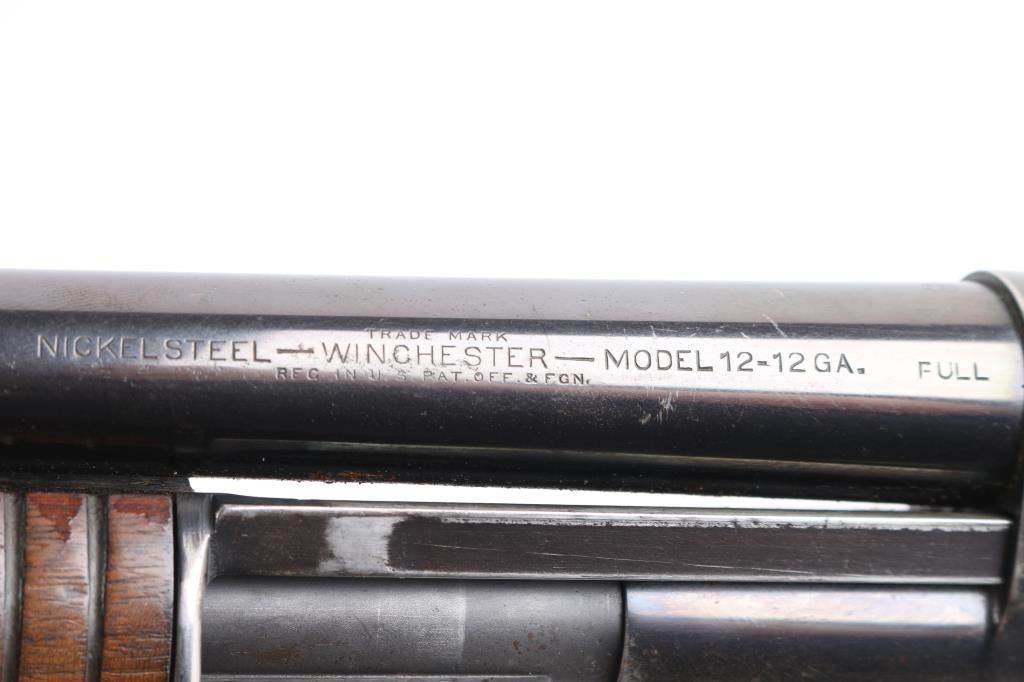 TRADE MARK
NICKEL STEEL — WINCHESTER — MODEL 12-12 GA. FULL
REG. IN U.S. PAT. OFF. & FGN.